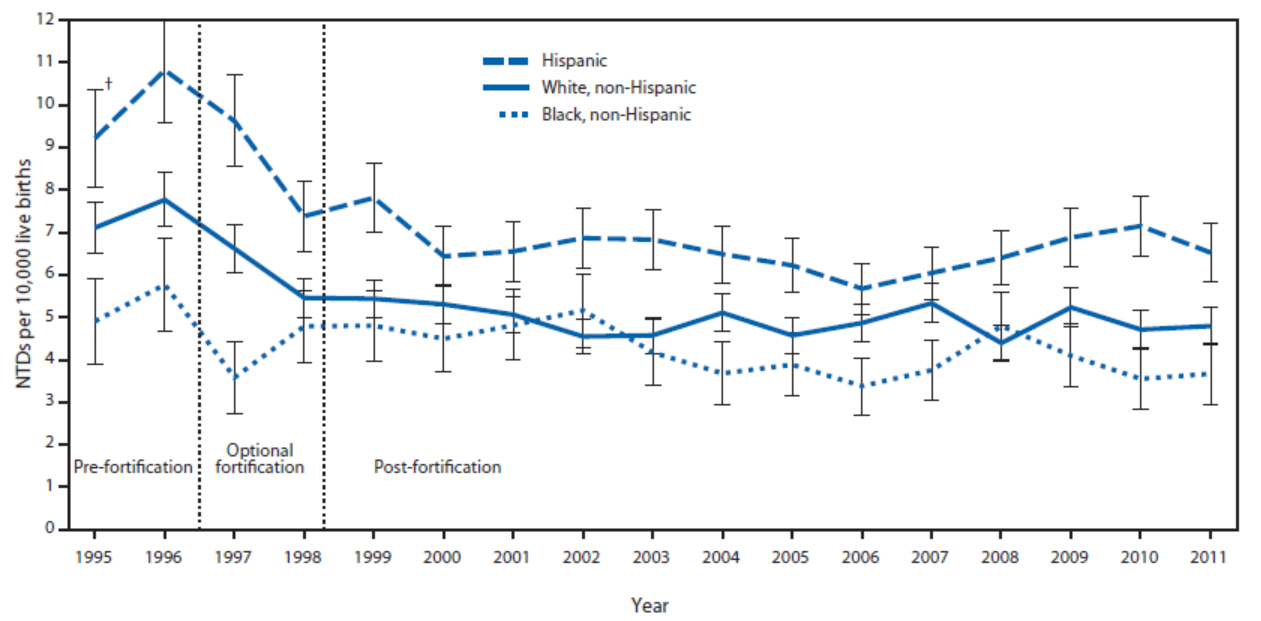 12
11
10
9
8
7
6
5
4
3
2
1
0
NTDs per 10,000 live births
†
Hispanic
White, non-Hispanic
Black, non-Hispanic
Pre-fortification
Optional
fortification
Post-fortification
1995 1996 1997 1998 1999 2000 2001 2002 2003 2004 2005 2006 2007 2008 2009 2010 2011
Year